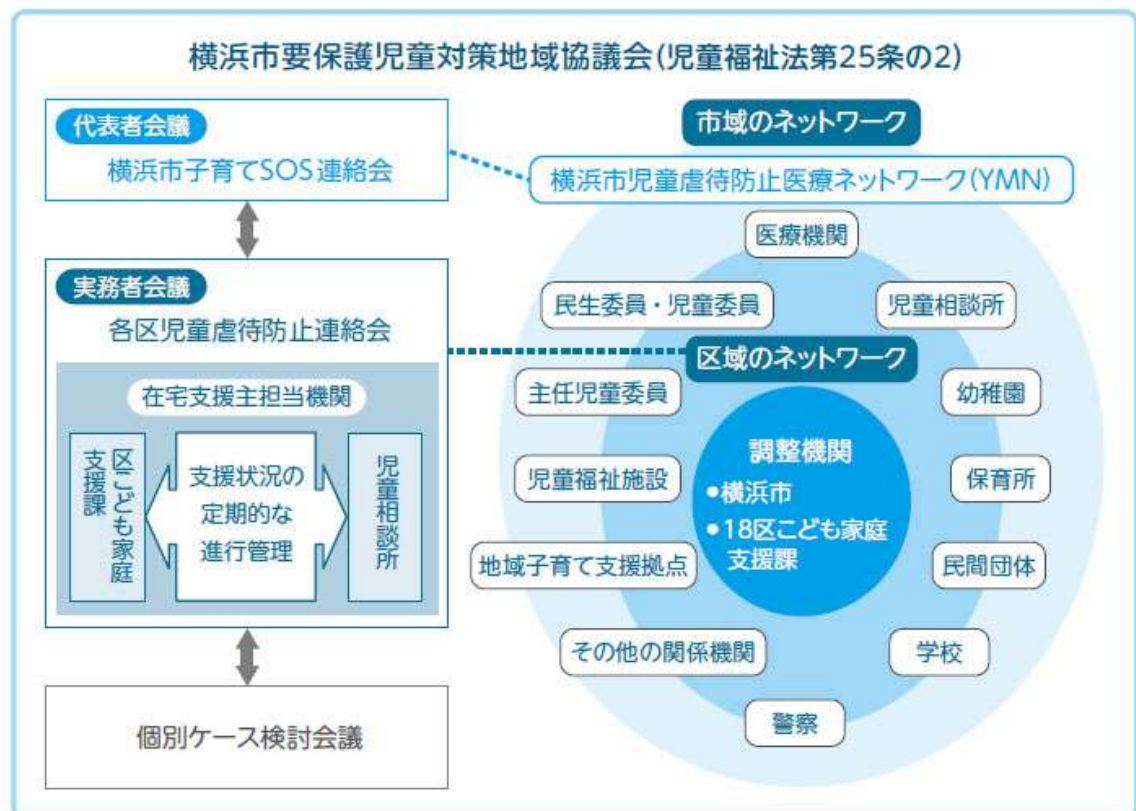 横浜市要保護児童対策地域協議会(児童福祉法第25条の2)
代表者会議
横浜市子育てSOS連絡会
実務者会議
各区児童虐待防止連絡会
在宅支援主担当機関
区こども家庭
支援課
支援状況の
定期的な
進行管理
児童相談所
個別ケース検討会議
市域のネットワーク
横浜市児童虐待防止医療ネットワーク(YMN)
医療機関
民生委員・児童委員
児童相談所
区域のネットワーク
主任児童委員
幼稚園
調整機関
•横浜市
•18区こども家庭
支援課
児童福祉施設
保育所
地域子育て支援拠点
民間団体
その他の関係機関
学校
警察